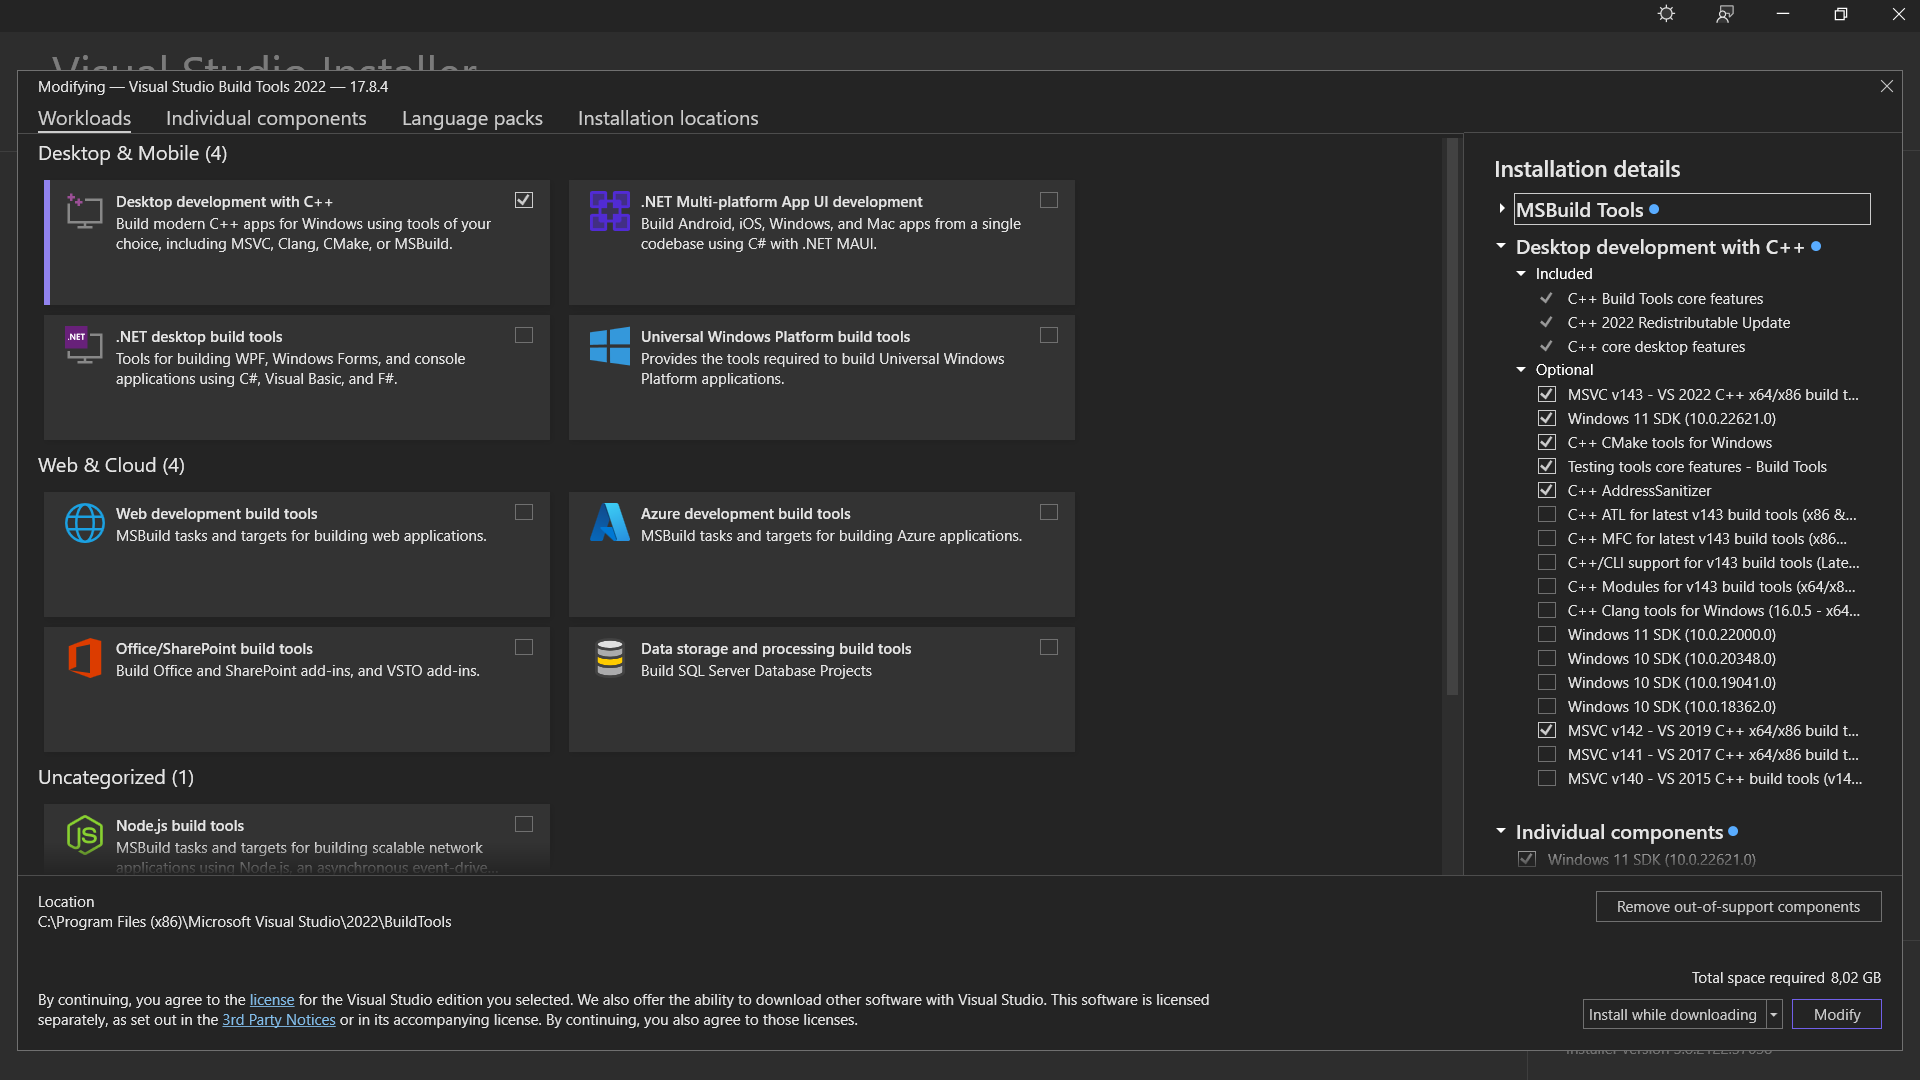 Visual Studio Installer
Modifying — Visual Studio Build Tools 2022 — 17.8.4
Workloads
Individual components
Language packs
Installation locations
Desktop & Mobile (4)
Desktop development with C++
Build modern C++ apps for Windows using tools of your
choice, including MSVC, Clang, CMake, or MSBuild.
.NET Multi-platform App UI development
Build Android, iOS, Windows, and Mac apps from a single
codebase using C# with .NET MAUI.
.NET
.NET desktop build tools
Tools for building WPF, Windows Forms, and console
applications using C#, Visual Basic, and F#.
Universal Windows Platform build tools
Provides the tools required to build Universal Windows
Platform applications.
Web & Cloud (4)
Web development build tools
MSBuild tasks and targets for building web applications.
Azure development build tools
MSBuild tasks and targets for building Azure applications.
Office/SharePoint build tools
Build Office and SharePoint add-ins, and VSTO add-ins.
Data storage and processing build tools
Build SQL Server Database Projects
Uncategorized (1)
JS
Node.js build tools
MSBuild tasks and targets for building scalable network
applications using Node.js, an asynchronous event-drive...
Installation details
MSBuild Tools
Desktop development with C++
Included
C++ Build Tools core features
C++ 2022 Redistributable Update
C++ core desktop features
Optional
MSVC v143 - VS 2022 C++ x64/x86 build t...
Windows 11 SDK (10.0.22621.0)
C++ CMake tools for Windows
Testing tools core features - Build Tools
C++ AddressSanitizer
C++ ATL for latest v143 build tools (x86 &...
C++ MFC for latest v143 build tools (x86...
C++/CLI support for v143 build tools (Late...
C++ Modules for v143 build tools (x64/x8...
C++ Clang tools for Windows (16.0.5 - x64...
Windows 11 SDK (10.0.22000.0)
Windows 10 SDK (10.0.20348.0)
Windows 10 SDK (10.0.19041.0)
Windows 10 SDK (10.0.18362.0)
MSVC v142 - VS 2019 C++ x64/x86 build t...
MSVC v141 - VS 2017 C++ x64/x86 build t...
MSVC v140 - VS 2015 C++ build tools (v14...
Individual components
Windows 11 SDK (10.0.22621.0)
Location
C:\Program Files (x86)\Microsoft Visual Studio\2022\BuildTools
Remove out-of-support components
Total space required 8,02 GB
By continuing, you agree to the license for the Visual Studio edition you selected. We also offer the ability to download other software with Visual Studio. This software is licensed
separately, as set out in the 3rd Party Notices or in its accompanying license. By continuing, you also agree to those licenses.
Install while downloading
Modify
Installer version